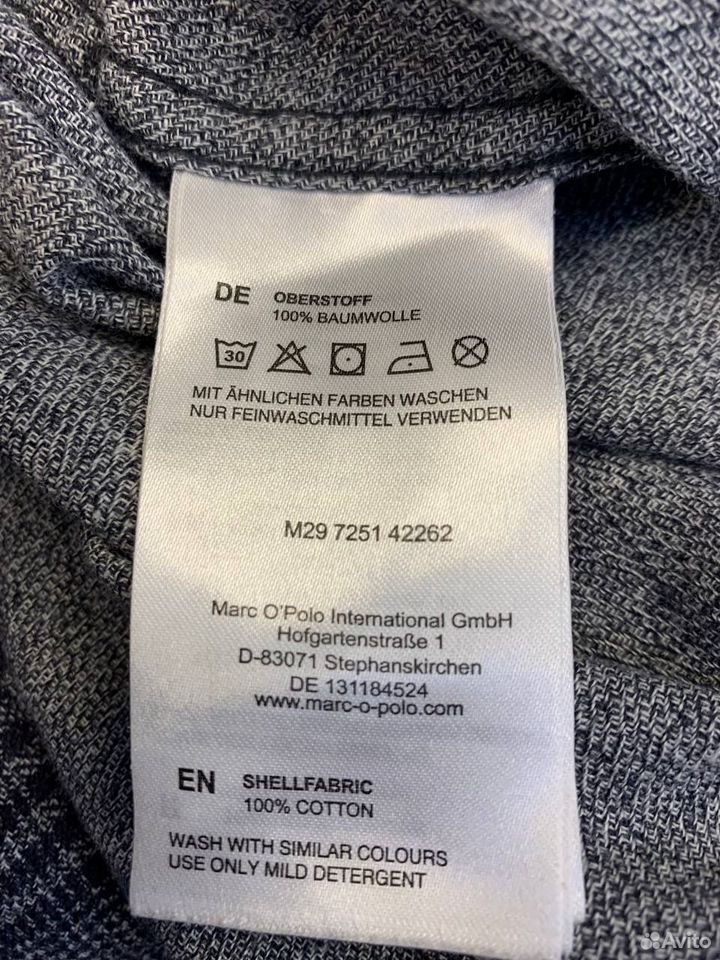 DE OBERSTOFF
100% BAUMWOLLE
30
MIT ÄHNLICHEN FARBEN WASCHEN
NUR FEINWASCHMITTEL VERWENDEN
M29 7251 42262
Marc O'Polo International GmbH
Hofgartenstraße 1
D-83071 Stephanskirchen
DE 131184524
www.marc-o-polo.com
EN SHELLFABRIC
100% COTTON
WASH WITH SIMILAR COLOURS
USE ONLY MILD DETERGENT
Avito